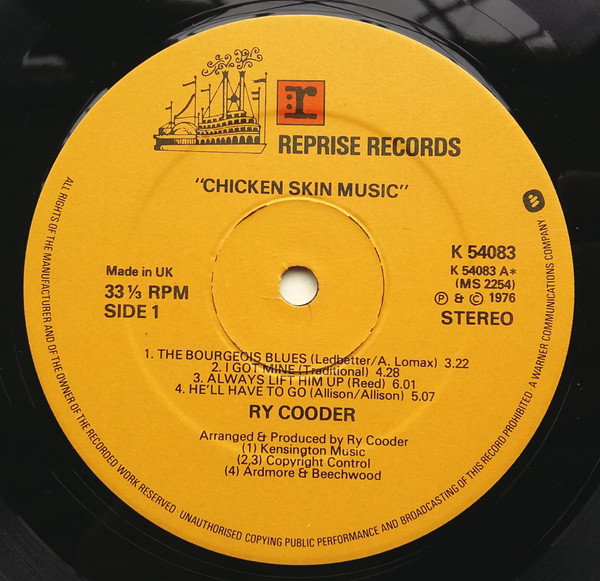 r
REPRISE RECORDS
"CHICKEN SKIN MUSIC"
K 54083
K 54083 A*
(MS 2254)
Ⓟ & © 1976
STEREO
Made in UK
33⅓ RPM
SIDE 1
1. THE BOURGEOIS BLUES (Ledbetter/A. Lomax) 3.22
2. I GOT MINE (Traditional) 4.28
3. ALWAYS LIFT HIM UP (Reed) 6.01
4. HE'LL HAVE TO GO (Allison/Allison) 5.07
RY COODER
Arranged & Produced by Ry Cooder
(1) Kensington Music
(2,3) Copyright Control
(4) Ardmore & Beechwood
ALL RIGHTS OF THE MANUFACTURER AND OF THE OWNER OF THE RECORDED WORK RESERVED UNAUTHORISED COPYING PUBLIC PERFORMANCE AND BROADCASTING OF THIS RECORD PROHIBITED A WARNER COMMUNICATIONS COMPANY